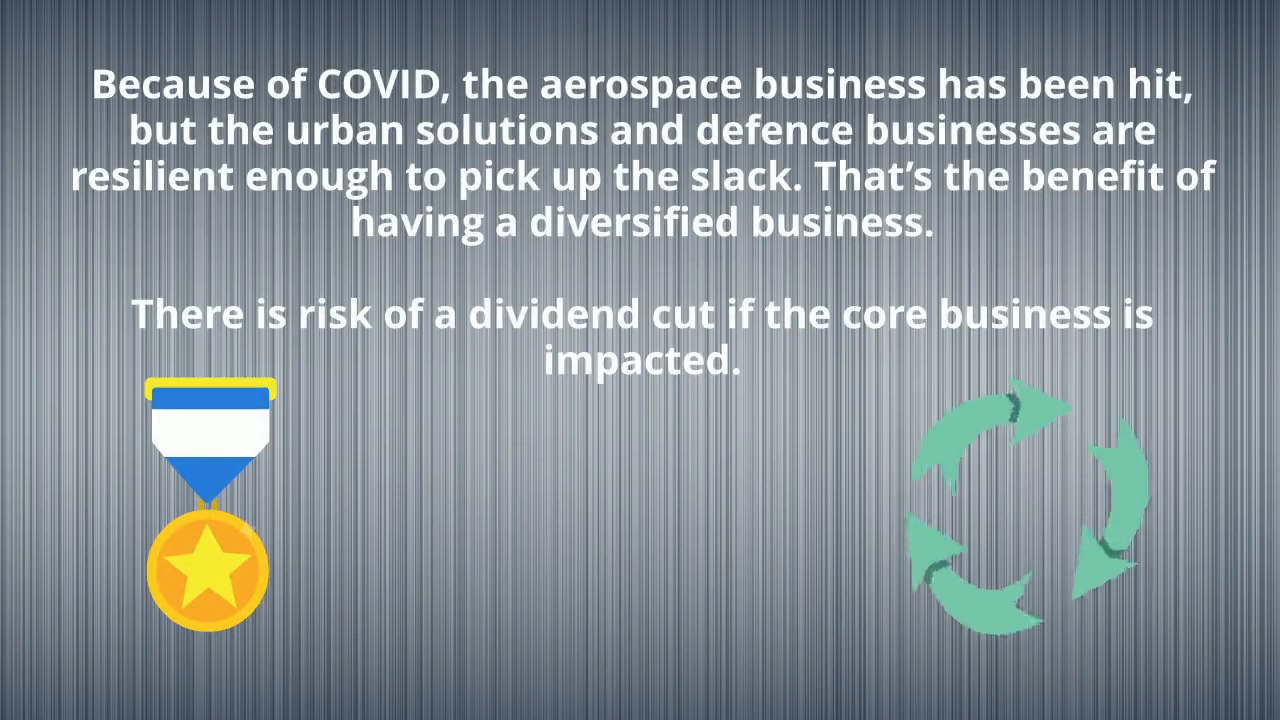 Because of COVID, the aerospace business has been hit,
but the urban solutions and defence businesses are
resilient enough to pick up the slack. That’s the benefit of
having a diversified business.
There is risk of a dividend cut if the core business is
impacted.